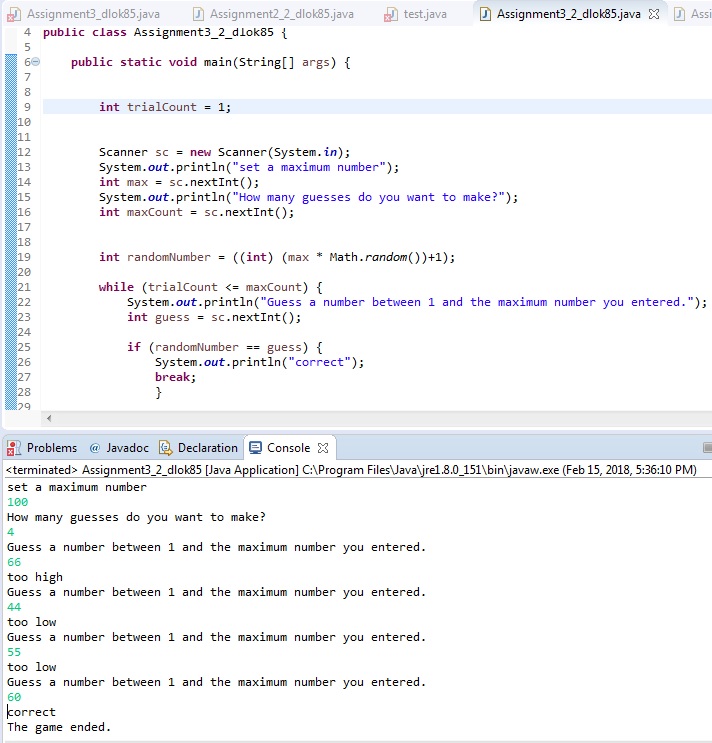 Assignment3_dlok85.java Assignment2_2_dlok85.java test.java Assignment3_2_dlok85.java Assi
4 public class Assignment3_2_dlok85 {
5
6 public static void main(String[] args) {
7
8
9 int trialCount = 1;
10
11
12 Scanner sc = new Scanner(System.in);
13 System.out.println("set a maximum number");
14 int max = sc.nextInt();
15 System.out.println("How many guesses do you want to make?");
16 int maxCount = sc.nextInt();
17
18
19 int randomNumber = ((int) (max * Math.random())+1);
20
21 while (trialCount <= maxCount) {
22 System.out.println("Guess a number between 1 and the maximum number you entered.");
23 int guess = sc.nextInt();
24
25 if (randomNumber == guess) {
26 System.out.println("correct");
27 break;
28 }
29
Problems @ Javadoc Declaration Console
<terminated> Assignment3_2_dlok85 [Java Application] C:\Program Files\Java\jre1.8.0_151\bin\javaw.exe (Feb 15, 2018, 5:36:10 PM)
set a maximum number
100
How many guesses do you want to make?
4
Guess a number between 1 and the maximum number you entered.
66
too high
Guess a number between 1 and the maximum number you entered.
44
too low
Guess a number between 1 and the maximum number you entered.
55
too low
Guess a number between 1 and the maximum number you entered.
60
correct
The game ended.